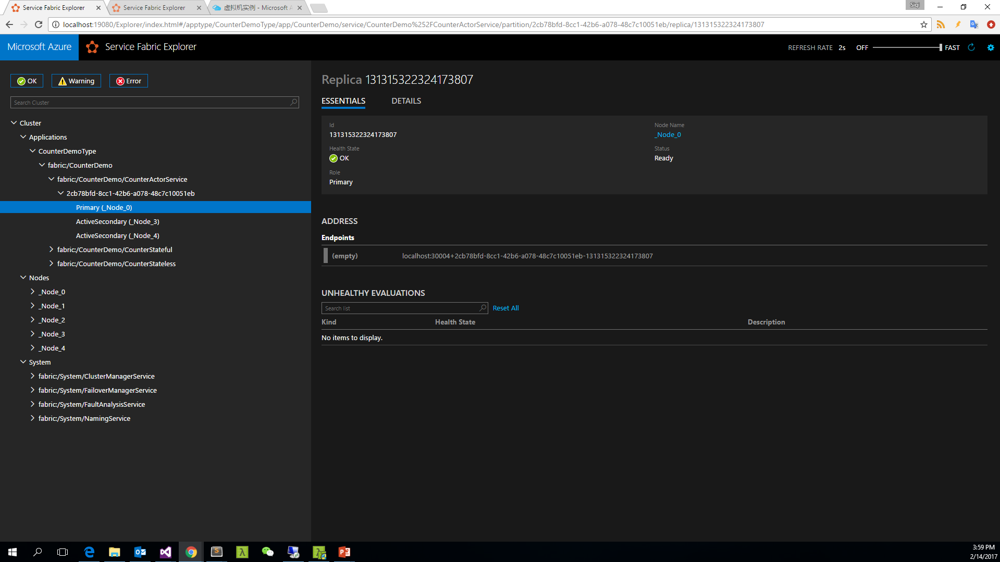 Service Fabric Explorer
Service Fabric Explorer
虚拟机实例 - Microsoft A
Siqi
localhost:19080/Explorer/index.html#/apptype/CounterDemoType/app/CounterDemo/service/CounterDemo%252FCounterActorService/partition/2cb78bfd-8cc1-42b6-a078-48c7c10051eb/replica/131315322324173807
Microsoft Azure
Service Fabric Explorer
REFRESH RATE 2s OFF FAST
OK
Warning
Error
Search Cluster
Cluster
Applications
CounterDemoType
fabric:/CounterDemo
fabric:/CounterDemo/CounterActorService
2cb78bfd-8cc1-42b6-a078-48c7c10051eb
Primary (_Node_0)
ActiveSecondary (_Node_3)
ActiveSecondary (_Node_4)
fabric:/CounterDemo/CounterStateful
fabric:/CounterDemo/CounterStateless
Nodes
_Node_0
_Node_1
_Node_2
_Node_3
_Node_4
System
fabric:/System/ClusterManagerService
fabric:/System/FailoverManagerService
fabric:/System/FaultAnalysisService
fabric:/System/NamingService
Replica 131315322324173807
ESSENTIALS DETAILS
Id
131315322324173807
Node Name
_Node_0
Health State
OK
Status
Ready
Role
Primary
ADDRESS
Endpoints
(empty) localhost:30004+2cb78bfd-8cc1-42b6-a078-48c7c10051eb-131315322324173807
UNHEALTHY EVALUATIONS
Search list
Reset All
Kind Health State Description
No items to display.
3:59 PM
2/14/2017